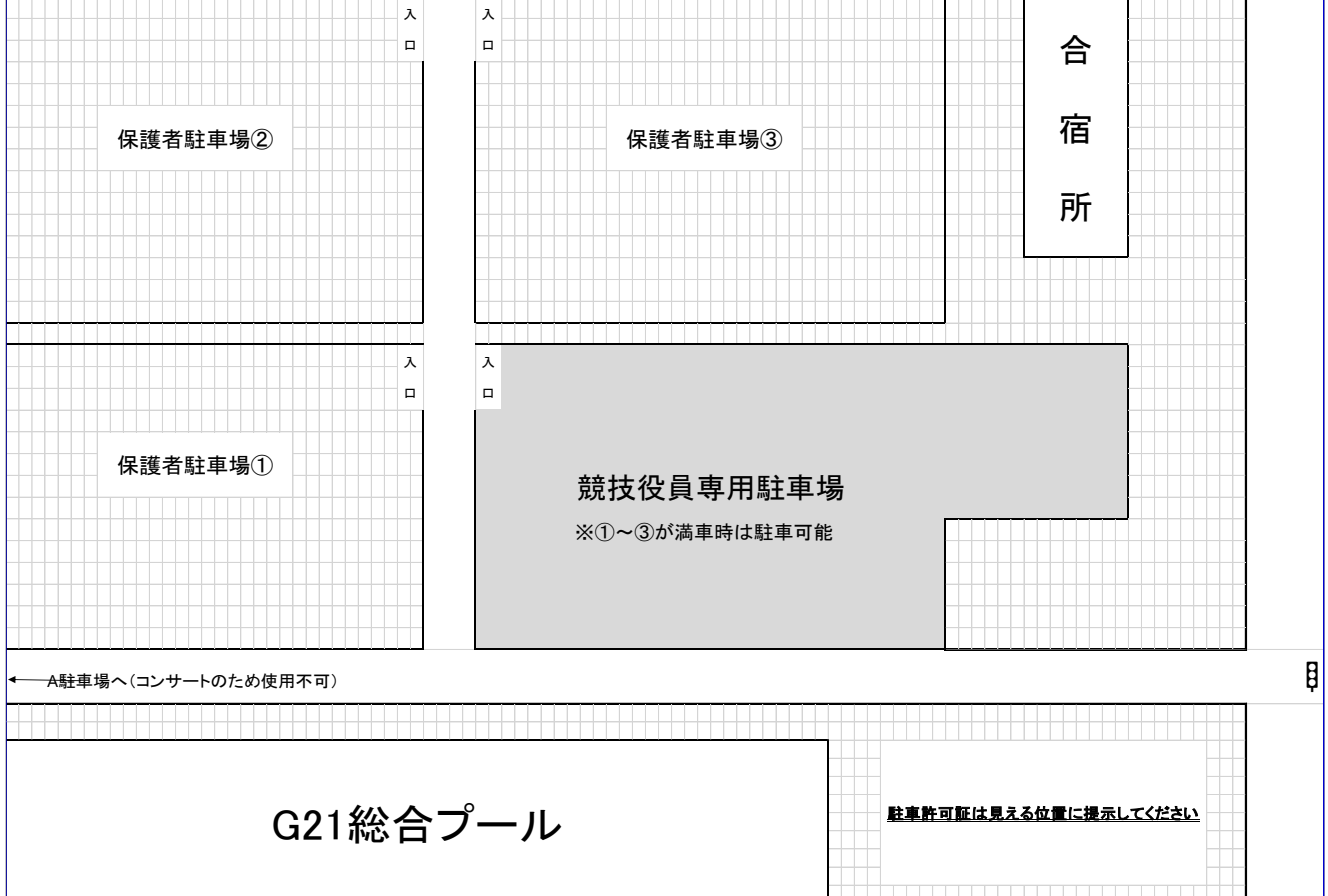 入口
入口
合宿所
保護者駐車場②
保護者駐車場③
入口
入口
保護者駐車場①
競技役員専用駐車場
※①～③が満車時は駐車可能
A駐車場へ（コンサートのため使用不可）
G21総合プール
駐車許可証は見える位置に提示してください